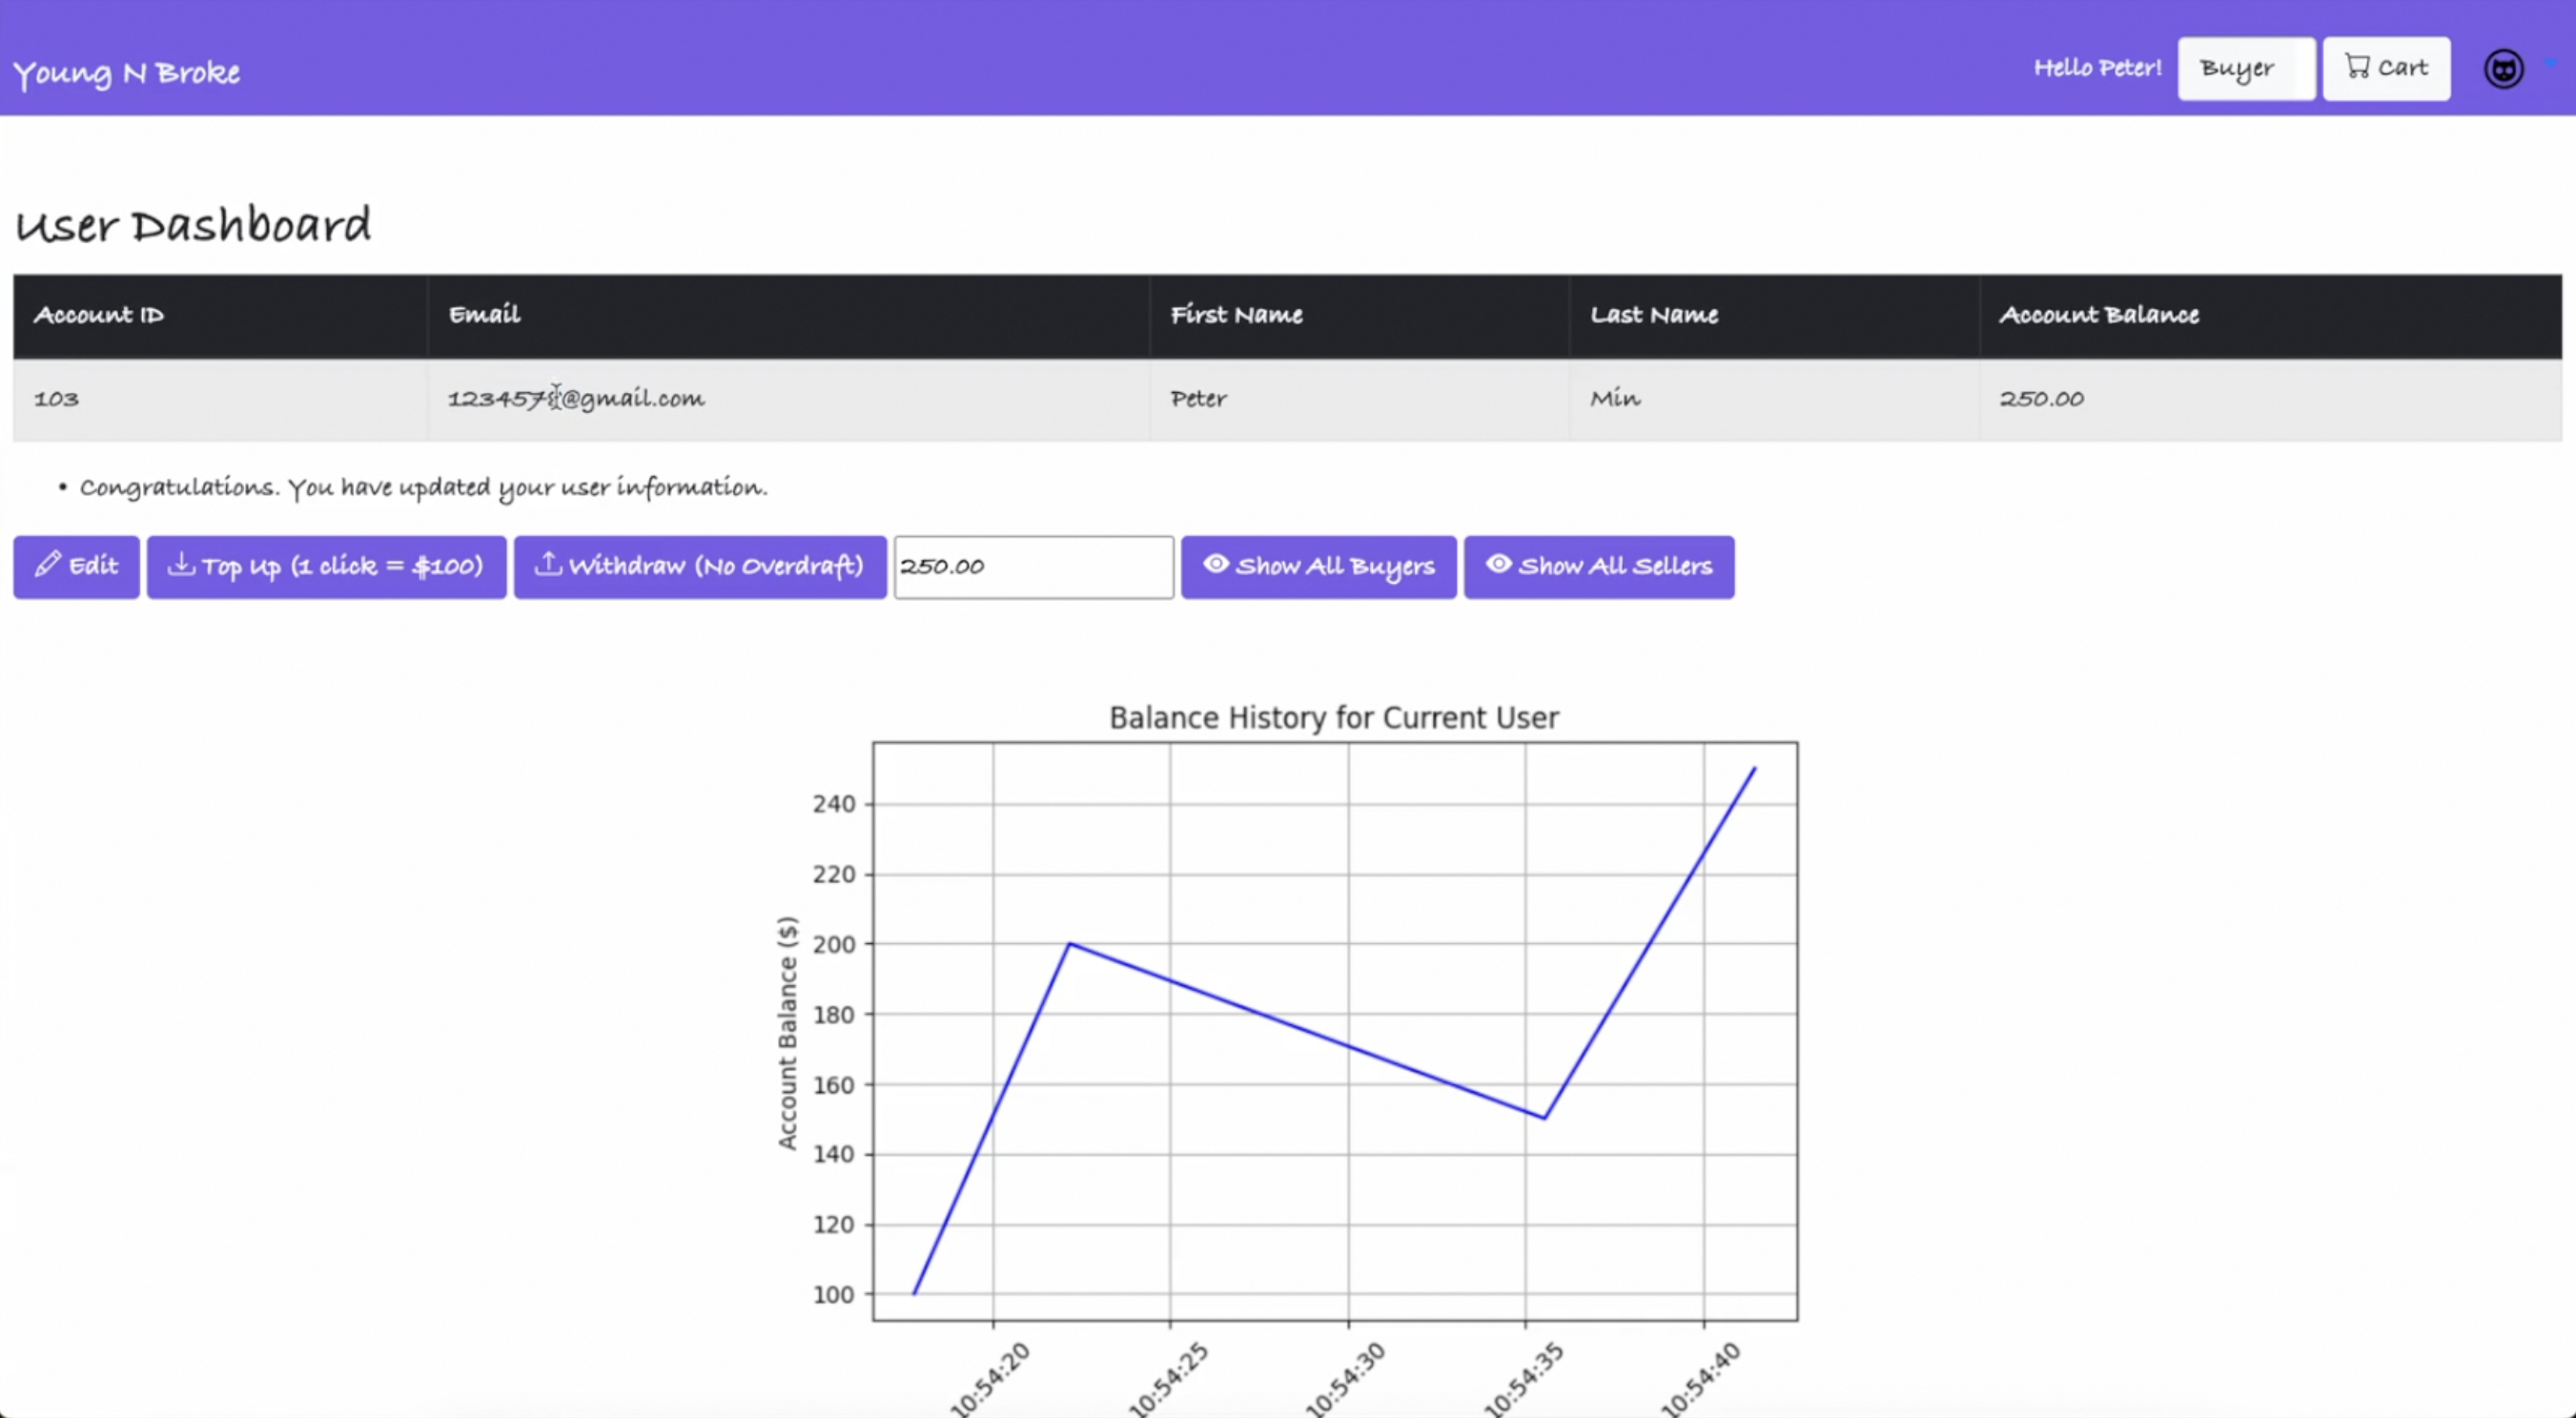 Young N Broke
Hello Peter! Buyer Cart
User Dashboard
Account ID Email First Name Last Name Account Balance
103 Peter Min 250.00
• Congratulations. You have updated your user information.
Edit Top Up (1 click = $100) Withdraw (No Overdraft) 250.00 Show All Buyers Show All Sellers
Balance History for Current User
240
220
200
180
160
140
120
100
Account Balance ($)
10:54:20 10:54:25 10:54:30 10:54:35 10:54:40